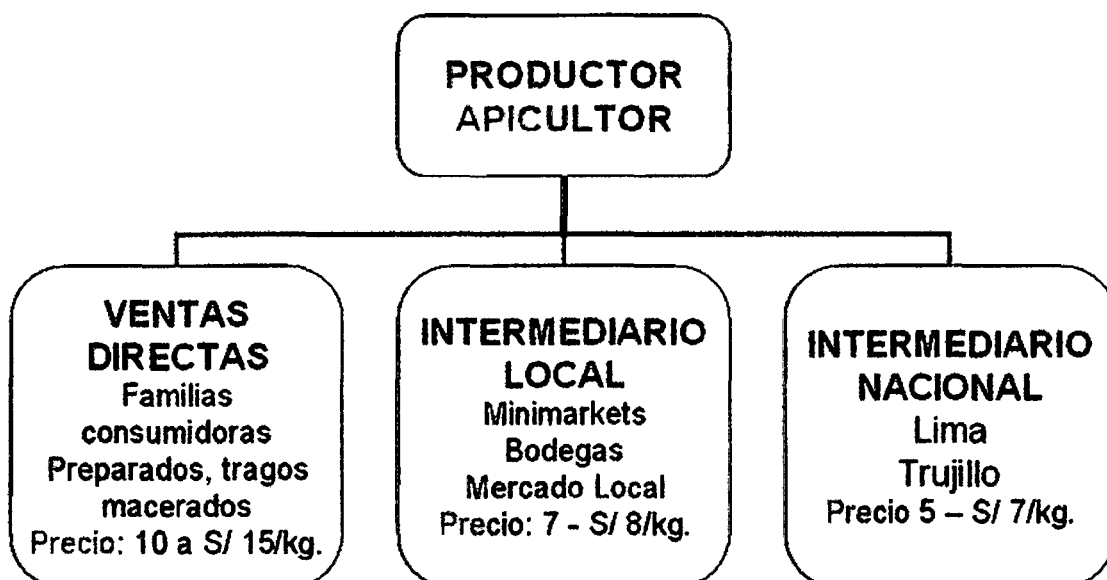 PRODUCTOR
APICULTOR
VENTAS
DIRECTAS
Familias
consumidoras
Preparados, tragos
macerados
Precio: 10 a S/ 15/kg.
INTERMEDIARIO
LOCAL
Minimarkets
Bodegas
Mercado Local
Precio: 7 - S/ 8/kg.
INTERMEDIARIO
NACIONAL
Lima
Trujillo
Precio 5 – S/ 7/kg.